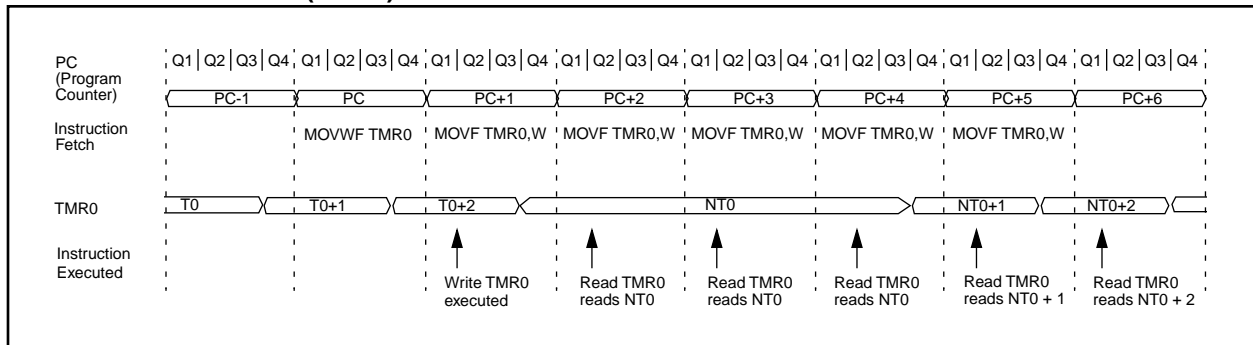 PC
(Program
Counter)
Q1 Q2 Q3 Q4 Q1 Q2 Q3 Q4 Q1 Q2 Q3 Q4 Q1 Q2 Q3 Q4 Q1 Q2 Q3 Q4 Q1 Q2 Q3 Q4 Q1 Q2 Q3 Q4 Q1 Q2 Q3 Q4
PC-1 PC PC+1 PC+2 PC+3 PC+4 PC+5 PC+6
Instruction
Fetch
MOVWF TMR0 MOVF TMR0,W MOVF TMR0,W MOVF TMR0,W MOVF TMR0,W MOVF TMR0,W
TMR0
T0 T0+1 T0+2 NT0 NT0+1 NT0+2
Instruction
Executed
Write TMR0
executed
Read TMR0
reads NT0
Read TMR0
reads NT0
Read TMR0
reads NT0
Read TMR0
reads NT0 + 1
Read TMR0
reads NT0 + 2